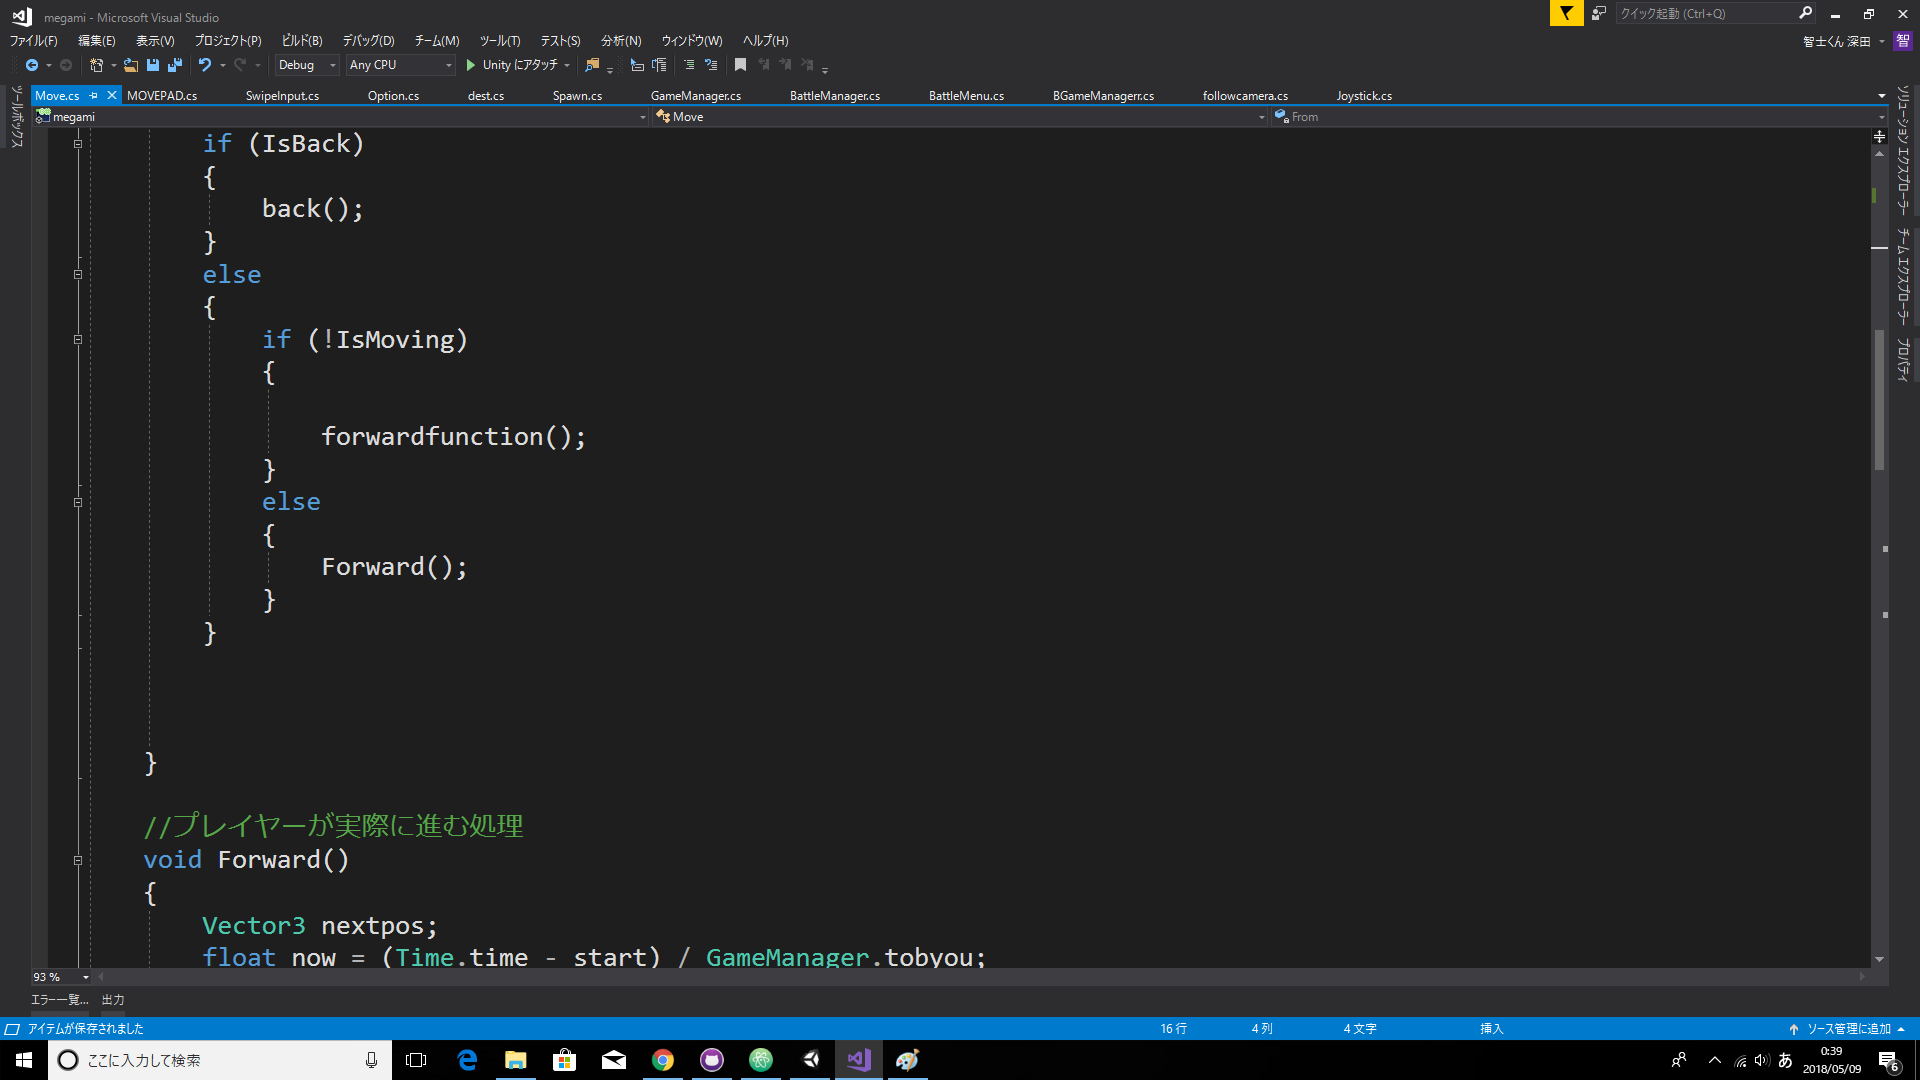 megami - Microsoft Visual Studio
クイック起動 (Ctrl+Q)
ファイル(F) 編集(E) 表示(V) プロジェクト(P) ビルド(B) デバッグ(D) チーム(M) ツール(T) テスト(S) 分析(N) ウィンドウ(W) ヘルプ(H)
智士くん 深田 智
Debug Any CPU Unity にアタッチ
ツールボックス
Move.cs MOVEPAD.cs SwipeInput.cs Option.cs dest.cs Spawn.cs GameManager.cs BattleManager.cs BattleMenu.cs BGameManagerr.cs followcamera.cs Joystick.cs
megami Move From
ソリューション エクスプローラー
チーム エクスプローラー
プロパティ
if (IsBack)
{
back();
}
else
{
if (!IsMoving)
{
forwardfunction();
}
else
{
Forward();
}
}
}
//プレイヤーが実際に進む処理
void Forward()
{
Vector3 nextpos;
float now = (Time.time - start) / GameManager.tobyou;
93 %
エラー一覧... 出力
アイテムが保存されました 16 行 4 列 4 文字 挿入 ソース管理に追加
ここに入力して検索
あ
0:39
2018/05/09
6